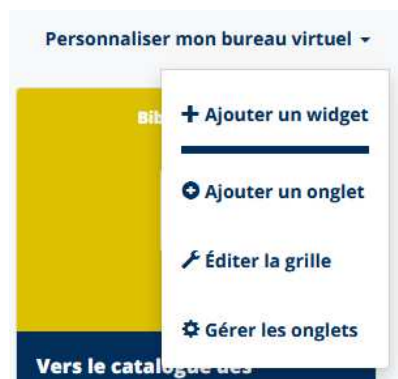 Personnaliser mon bureau virtuel
Bib
Ajouter un widget
Ajouter un onglet
Éditer la grille
Gérer les onglets
Vers le catalogue des